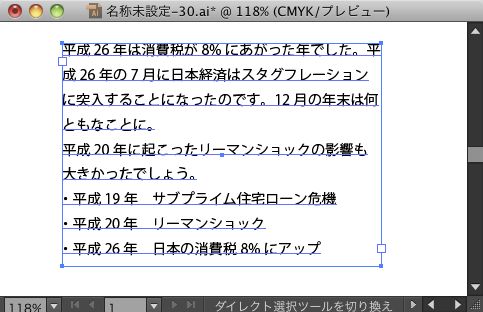 名称未設定-30.ai* @ 118% (CMYK/プレビュー)
平成 26 年は消費税が 8% にあがった年でした。平
成 26 年の 7 月に日本経済はスタグフレーション
に突入することになったのです。12 月の年末は何
ともなことに。
平成 20 年に起こったリーマンショックの影響も
大きかったでしょう。
・平成 19 年　サブプライム住宅ローン危機
・平成 20 年　リーマンショック
・平成 26 年　日本の消費税 8% にアップ
118% 1 ダイレクト選択ツールを切り換え